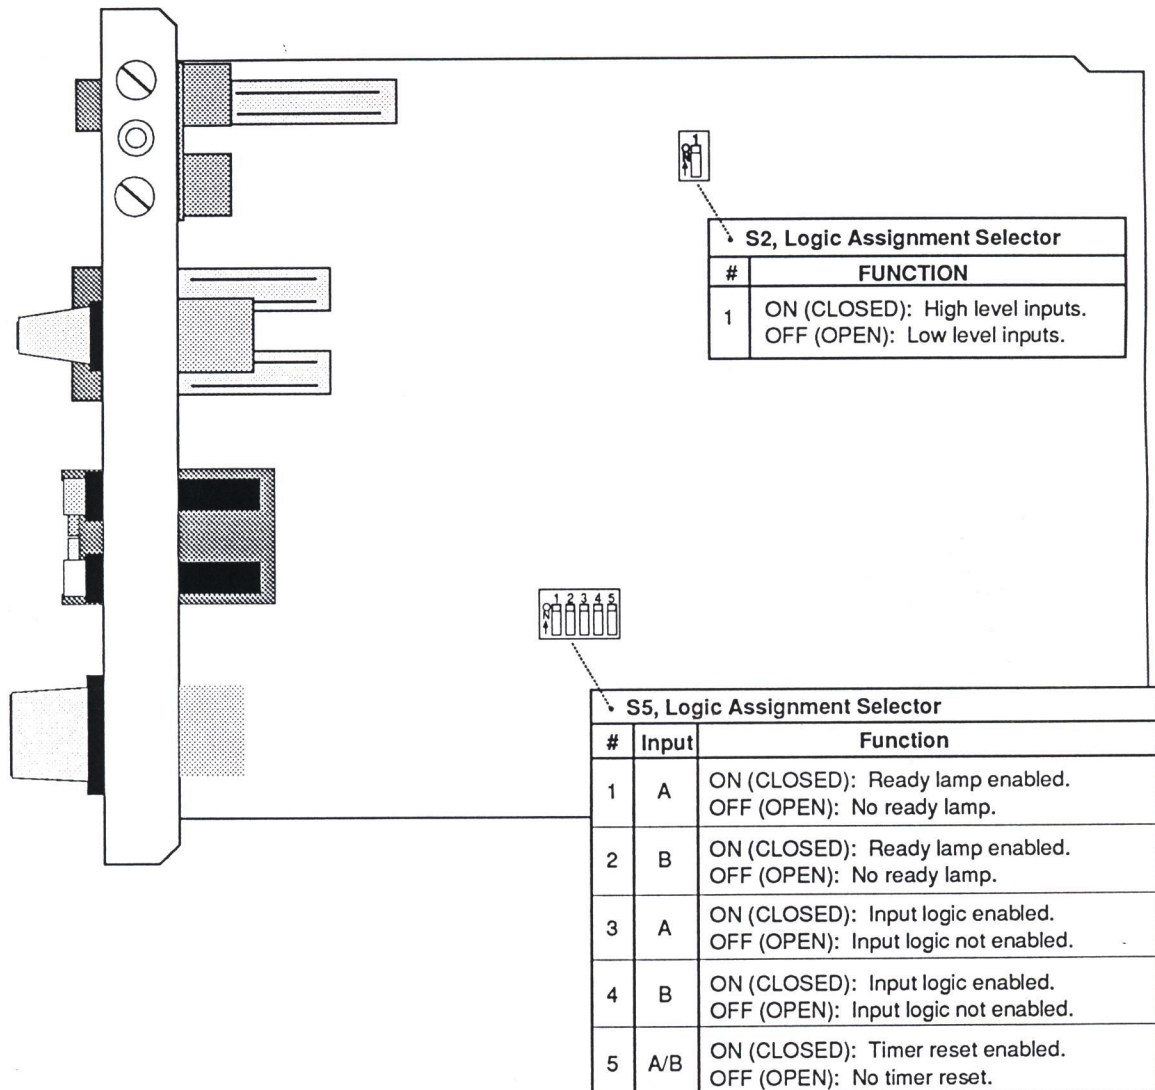 1
ON
S2, Logic Assignment Selector
# FUNCTION
1 ON (CLOSED): High level inputs.
OFF (OPEN): Low level inputs.
1 2 3 4 5
ON
S5, Logic Assignment Selector
# Input Function
1 A ON (CLOSED): Ready lamp enabled.
OFF (OPEN): No ready lamp.
2 B ON (CLOSED): Ready lamp enabled.
OFF (OPEN): No ready lamp.
3 A ON (CLOSED): Input logic enabled.
OFF (OPEN): Input logic not enabled.
4 B ON (CLOSED): Input logic enabled.
OFF (OPEN): Input logic not enabled.
5 A/B ON (CLOSED): Timer reset enabled.
OFF (OPEN): No timer reset.